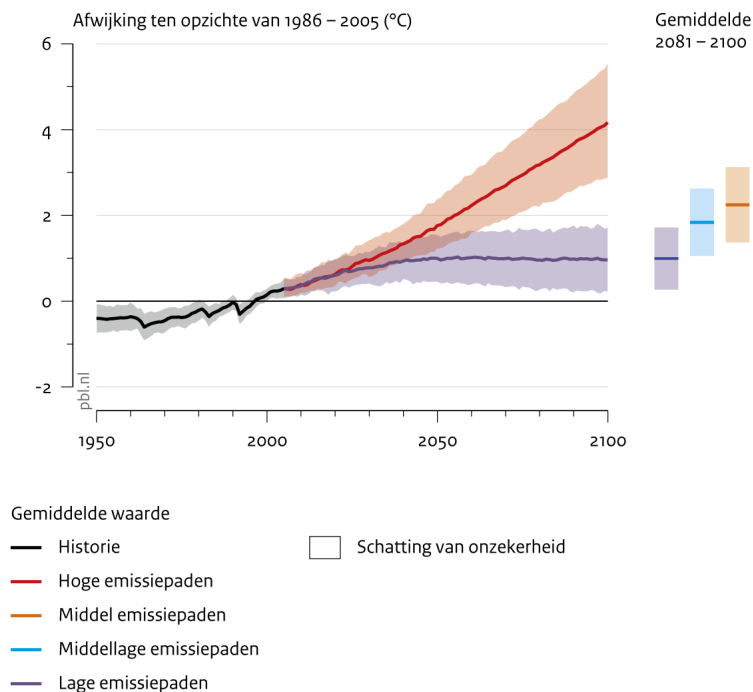 Afwijking ten opzichte van 1986 – 2005 (°C)
Gemiddelde
2081 – 2100
6
4
2
0
-2
pbl.nl
1950
2000
2050
2100
Gemiddelde waarde
Historie
Schatting van onzekerheid
Hoge emissiepaden
Middel emissiepaden
Middellage emissiepaden
Lage emissiepaden